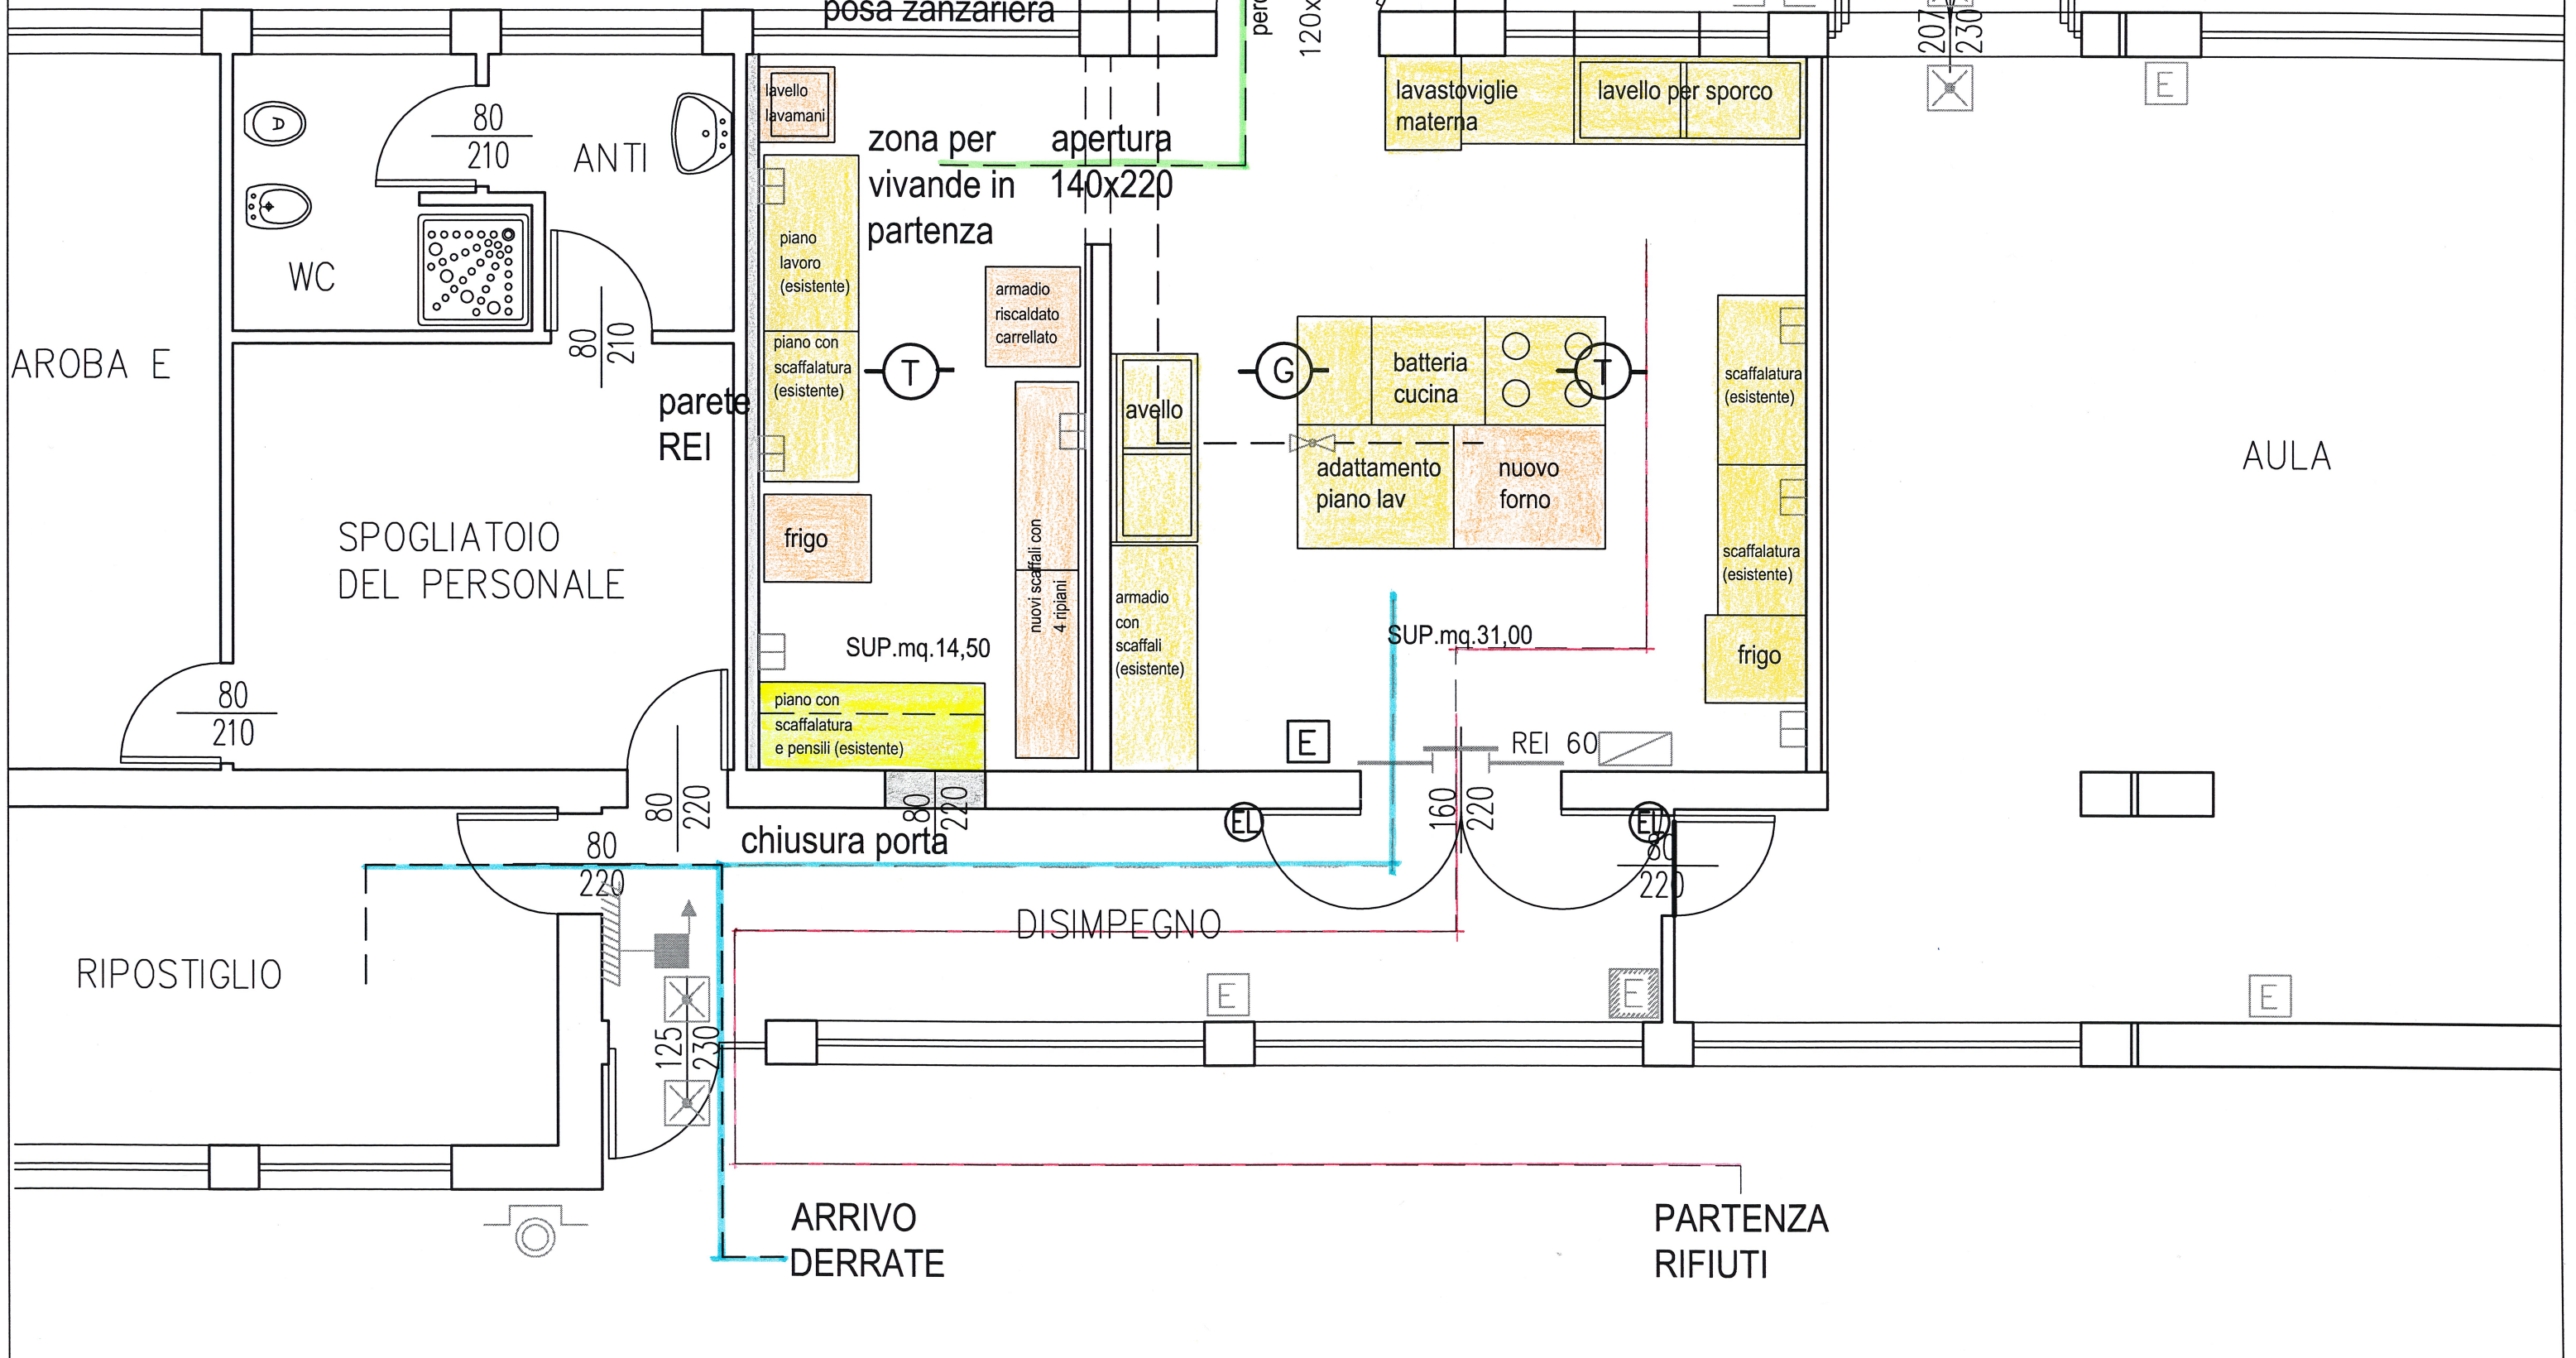 posa zanzariera
120x
207
230
E
lavello
lavamani
lavastoviglie
materna
lavello per sporco
80
210
ANTI
zona per
vivande in
partenza
apertura
140x220
WC
piano
lavoro
(esistente)
armadio
riscaldato
carrellato
80
210
AROBA E
piano con
scaffalatura
(esistente)
T
G
batteria
cucina
T
scaffalatura
(esistente)
parete
REI
avello
AULA
adattamento
piano lav
nuovo
forno
SPOGLIATOIO
DEL PERSONALE
frigo
nuovi scaffali con
4 ripiani
scaffalatura
(esistente)
armadio
con
scaffali
(esistente)
SUP.mq.14,50
SUP.mq.31,00
frigo
80
210
piano con
scaffalatura
e pensili (esistente)
E
REI 60
80
220
80
220
160
220
EL
EL
chiusura porta
80
220
80
220
DISIMPEGNO
RIPOSTIGLIO
E
E
E
125
230
ARRIVO
DERRATE
PARTENZA
RIFIUTI